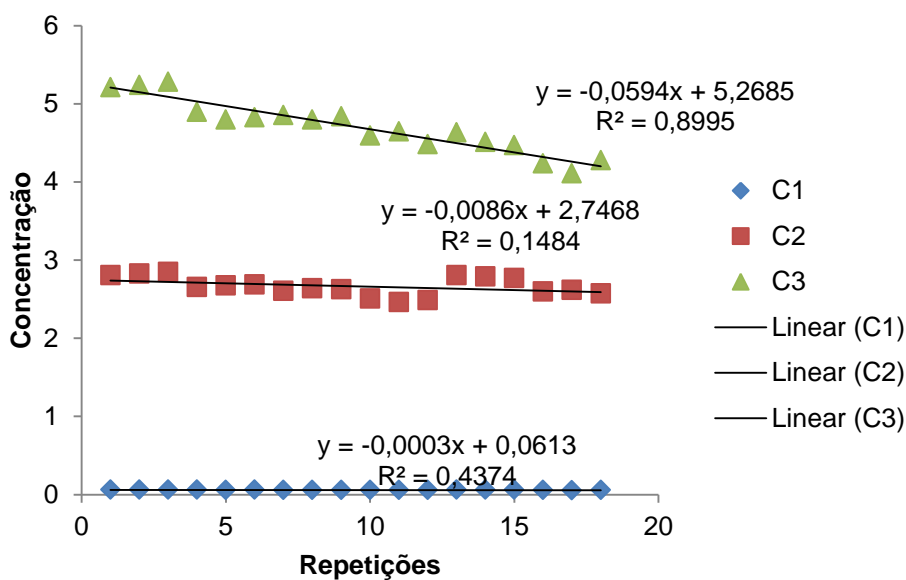 6
5
4
3
2
1
0
Concentração
y = -0,0594x + 5,2685
R² = 0,8995
y = -0,0086x + 2,7468
R² = 0,1484
y = -0,0003x + 0,0613
R² = 0,4374
0
5
10
15
20
Repetições
C1
C2
C3
Linear (C1)
Linear (C2)
Linear (C3)